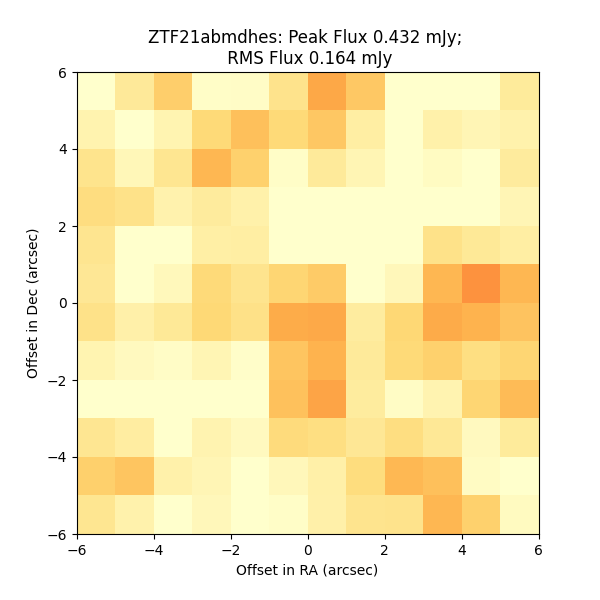 ZTF21abmdhes: Peak Flux 0.432 mJy;
RMS Flux 0.164 mJy
6
4
2
0
−2
−4
−6
Offset in Dec (arcsec)
−6 −4 −2 0 2 4 6
Offset in RA (arcsec)